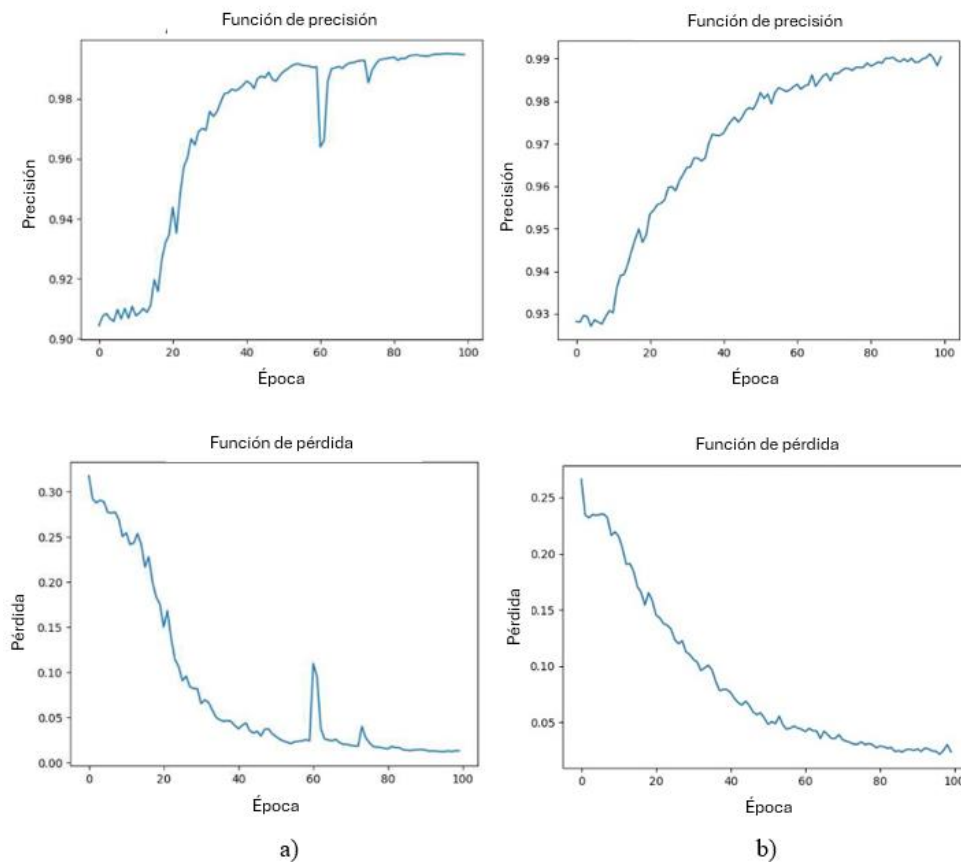 Función de precisión
Precisión
0.98
0.96
0.94
0.92
0.90
0 20 40 60 80 100
Época
Función de precisión
Precisión
0.99
0.98
0.97
0.96
0.95
0.94
0.93
0 20 40 60 80 100
Época
Función de pérdida
Pérdida
0.30
0.25
0.20
0.15
0.10
0.05
0.00
0 20 40 60 80 100
Época
a)
Función de pérdida
Pérdida
0.25
0.20
0.15
0.10
0.05
0 20 40 60 80 100
Época
b)